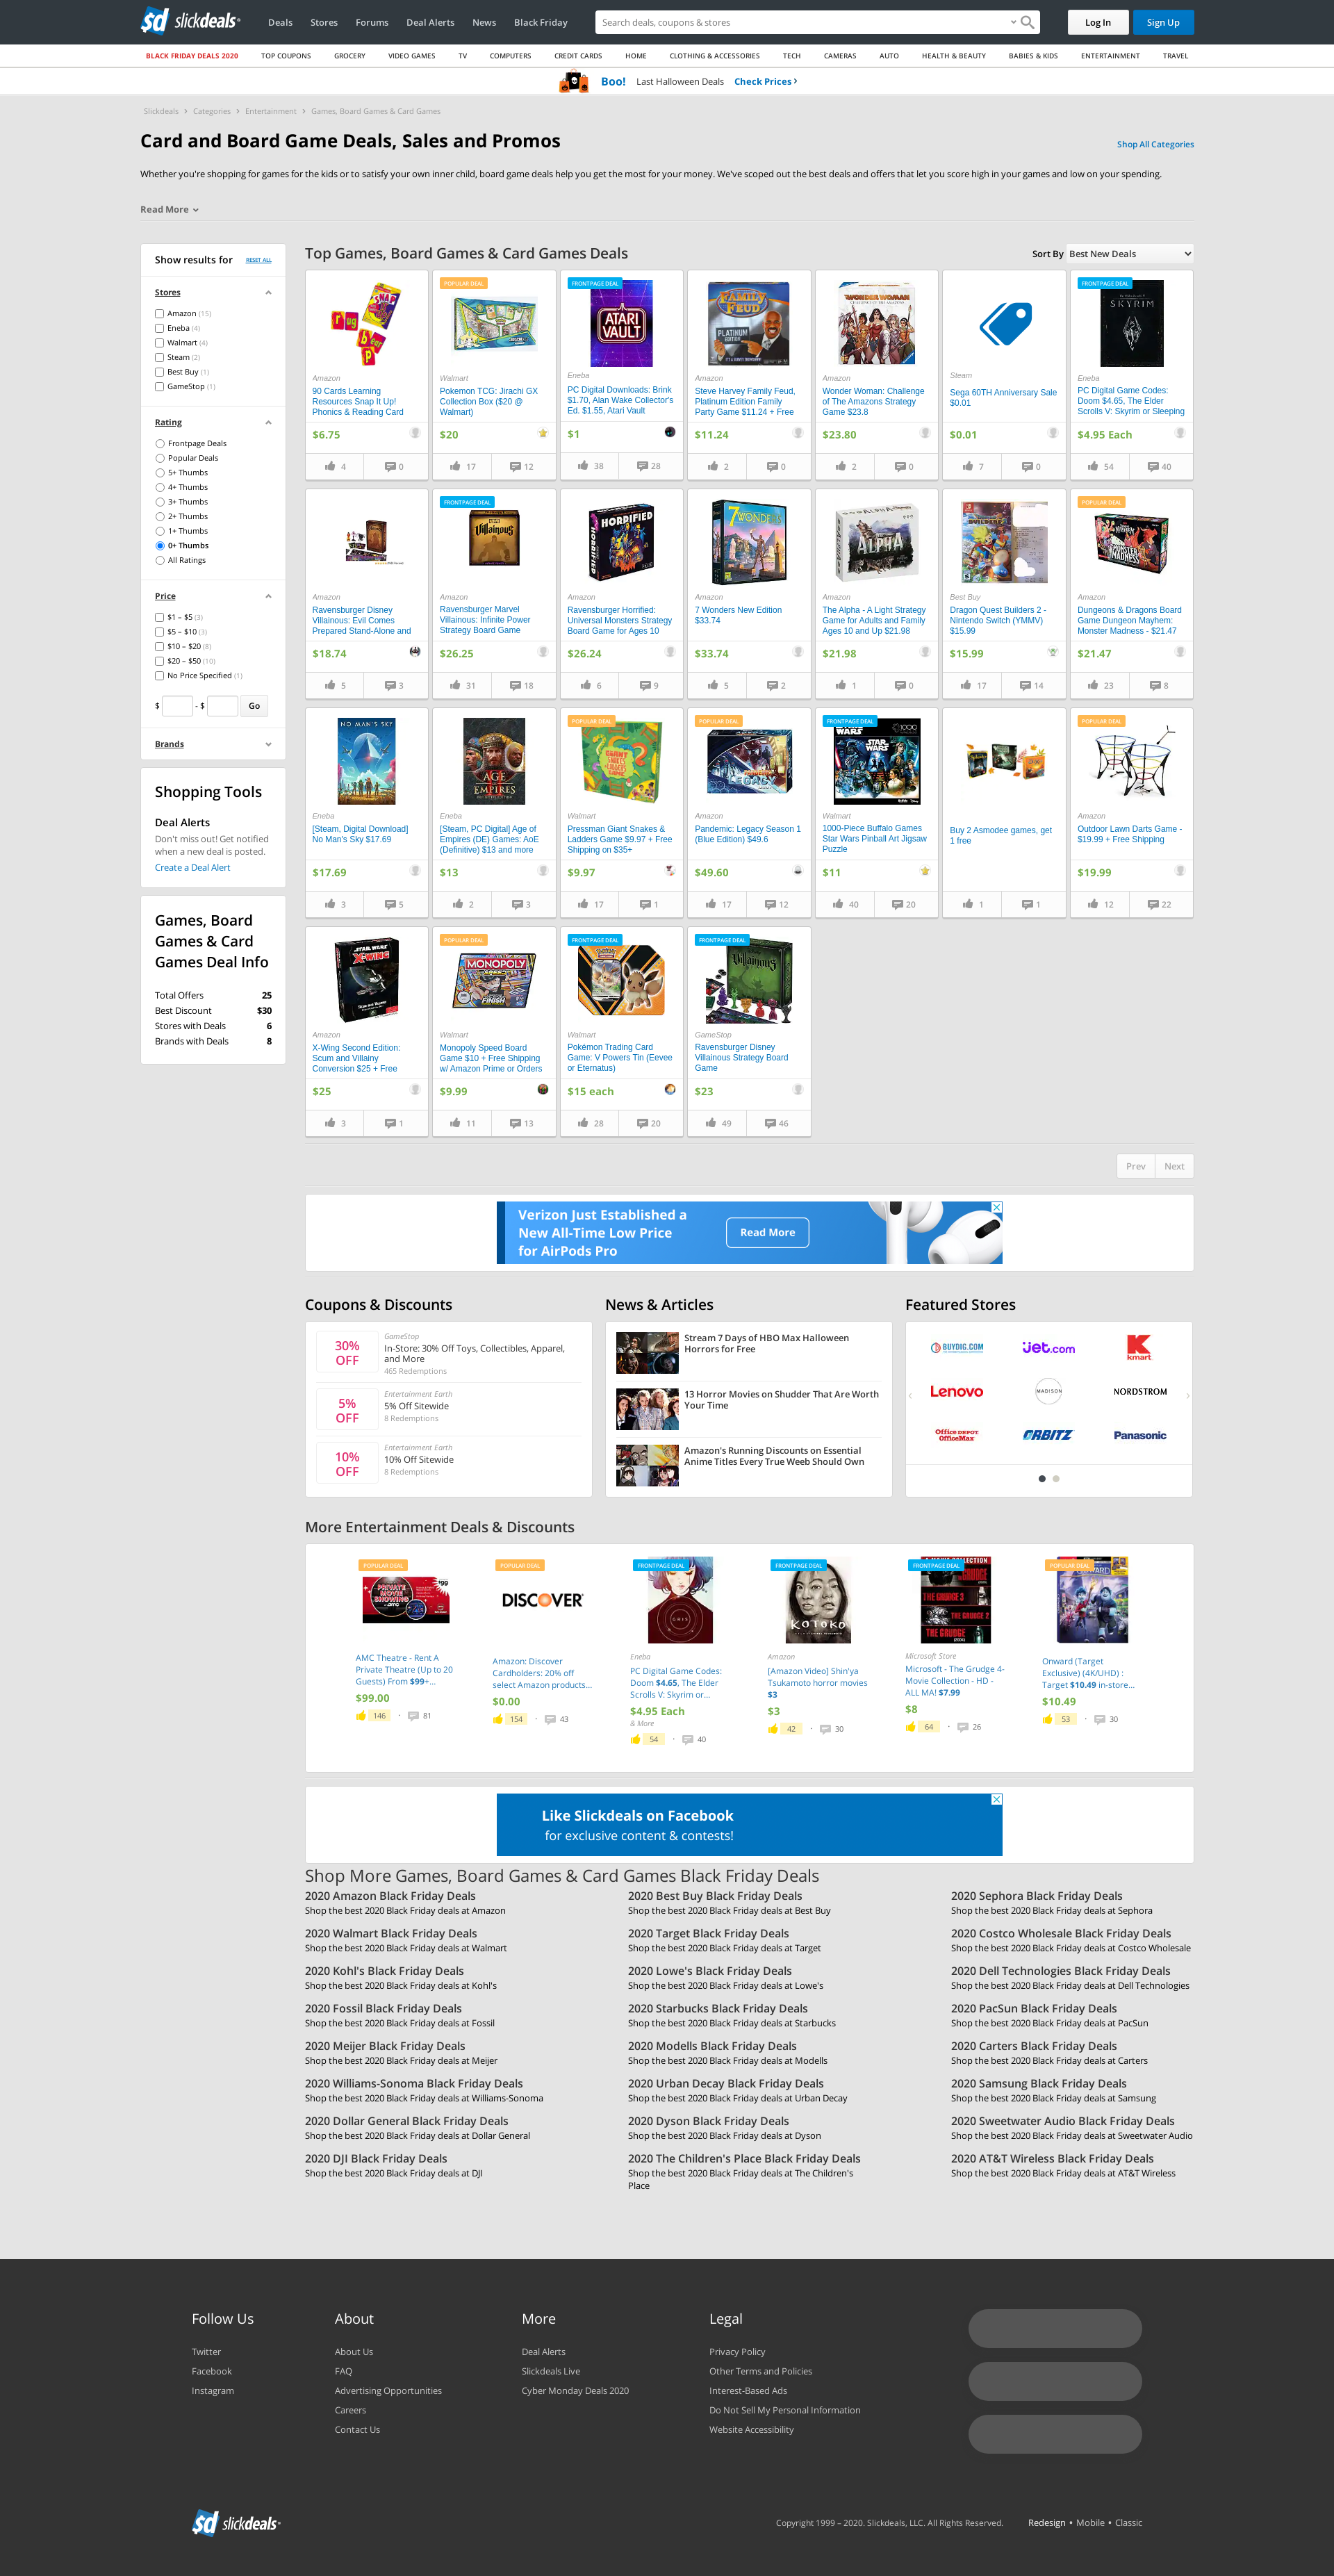 slickdeals
Deals
Stores
Forums
Deal Alerts
News
Black Friday
Search deals, coupons & stores
Log In
Sign Up
BLACK FRIDAY DEALS 2020
TOP COUPONS
GROCERY
VIDEO GAMES
TV
COMPUTERS
CREDIT CARDS
HOME
CLOTHING & ACCESSORIES
TECH
CAMERAS
AUTO
HEALTH & BEAUTY
BABIES & KIDS
ENTERTAINMENT
TRAVEL
Boo! Last Halloween Deals Check Prices ›
Slickdeals › Categories › Entertainment › Games, Board Games & Card Games
Card and Board Game Deals, Sales and Promos
Shop All Categories
Whether you're shopping for games for the kids or to satisfy your own inner child, board game deals help you get the most for your money. We've scoped out the best deals and offers that let you score high in your games and low on your spending.
Read More
Show results for RESET ALL
Stores
Amazon (15)
Eneba (4)
Walmart (4)
Steam (2)
Best Buy (1)
GameStop (1)
Rating
Frontpage Deals
Popular Deals
5+ Thumbs
4+ Thumbs
3+ Thumbs
2+ Thumbs
1+ Thumbs
0+ Thumbs
All Ratings
Price
$1 – $5 (3)
$5 – $10 (3)
$10 – $20 (8)
$20 – $50 (10)
No Price Specified (1)
$ - $ Go
Brands
Shopping Tools
Deal Alerts
Don't miss out! Get notified
when a new deal is posted.
Create a Deal Alert
Games, Board
Games & Card
Games Deal Info
Total Offers 25
Best Discount $30
Stores with Deals 6
Brands with Deals 8
Top Games, Board Games & Card Games Deals
Sort By Best New Deals
Amazon
90 Cards Learning
Resources Snap It Up!
Phonics & Reading Card
$6.75
4 0
POPULAR DEAL
Walmart
Pokemon TCG: Jirachi GX
Collection Box ($20 @
Walmart)
$20
17 12
FRONTPAGE DEAL
ATARI
VAULT
Eneba
PC Digital Downloads: Brink
$1.70, Alan Wake Collector's
Ed. $1.55, Atari Vault
$1
38 28
FAMILY
FEUD
PLATINUM
EDITION
Amazon
Steve Harvey Family Feud,
Platinum Edition Family
Party Game $11.24 + Free
$11.24
2 0
WONDER WOMAN
Amazon
Wonder Woman: Challenge
of The Amazons Strategy
Game $23.8
$23.80
2 0
Steam
Sega 60TH Anniversary Sale
$0.01
$0.01
7 0
FRONTPAGE DEAL
SKYRIM
Eneba
PC Digital Game Codes:
Doom $4.65, The Elder
Scrolls V: Skyrim or Sleeping
$4.95 Each
54 40
Amazon
Ravensburger Disney
Villainous: Evil Comes
Prepared Stand-Alone and
$18.74
5 3
FRONTPAGE DEAL
Villainous
Amazon
Ravensburger Marvel
Villainous: Infinite Power
Strategy Board Game
$26.25
31 18
HORRIFIED
HORRIFIED
Amazon
Ravensburger Horrified:
Universal Monsters Strategy
Board Game for Ages 10
$26.24
6 9
7 WONDERS
Amazon
7 Wonders New Edition
$33.74
$33.74
5 2
ALPHA
Amazon
The Alpha - A Light Strategy
Game for Adults and Family
Ages 10 and Up $21.98
$21.98
1 0
BUILDERS 2
Best Buy
Dragon Quest Builders 2 -
Nintendo Switch (YMMV)
$15.99
$15.99
17 14
POPULAR DEAL
MONSTER
MADNESS
Amazon
Dungeons & Dragons Board
Game Dungeon Mayhem:
Monster Madness - $21.47
$21.47
23 8
NO MAN'S SKY
Eneba
[Steam, Digital Download]
No Man's Sky $17.69
$17.69
3 5
AGE
EMPIRES
Eneba
[Steam, PC Digital] Age of
Empires (DE) Games: AoE
(Definitive) $13 and more
$13
2 3
POPULAR DEAL
GIANT
SNAKES
LADDERS
GAME
Walmart
Pressman Giant Snakes &
Ladders Game $9.97 + Free
Shipping on $35+
$9.97
17 1
POPULAR DEAL
LEGACY
Amazon
Pandemic: Legacy Season 1
(Blue Edition) $49.6
$49.60
17 12
FRONTPAGE DEAL
STAR WARS
1000
Walmart
1000-Piece Buffalo Games
Star Wars Pinball Art Jigsaw
Puzzle
$11
40 20
Buy 2 Asmodee games, get
1 free
1 1
POPULAR DEAL
Amazon
Outdoor Lawn Darts Game -
$19.99 + Free Shipping
$19.99
12 22
STAR WARS
X-WING
Amazon
X-Wing Second Edition:
Scum and Villainy
Conversion $25 + Free
$25
3 1
POPULAR DEAL
MONOPOLY
SPEED
FINISH
Walmart
Monopoly Speed Board
Game $10 + Free Shipping
w/ Amazon Prime or Orders
$9.99
11 13
FRONTPAGE DEAL
Walmart
Pokémon Trading Card
Game: V Powers Tin (Eevee
or Eternatus)
$15 each
28 20
FRONTPAGE DEAL
Villainous
GameStop
Ravensburger Disney
Villainous Strategy Board
Game
$23
49 46
Prev Next
Verizon Just Established a
New All-Time Low Price
for AirPods Pro
Read More
Coupons & Discounts
30%
OFF
GameStop
In-Store: 30% Off Toys, Collectibles, Apparel,
and More
465 Redemptions
5%
OFF
Entertainment Earth
5% Off Sitewide
8 Redemptions
10%
OFF
Entertainment Earth
10% Off Sitewide
8 Redemptions
News & Articles
Stream 7 Days of HBO Max Halloween
Horrors for Free
13 Horror Movies on Shudder That Are Worth
Your Time
Amazon's Running Discounts on Essential
Anime Titles Every True Weeb Should Own
Featured Stores
BUYDIG.COM
jet.com
kmart
Lenovo
MADISON
NORDSTROM
Office DEPOT
OfficeMax
ORBITZ
Panasonic
More Entertainment Deals & Discounts
POPULAR DEAL
PRIVATE
MOVIE
SHOWING
$99
AMC Theatre - Rent A
Private Theatre (Up to 20
Guests) From $99+...
$99.00
146 • 81
POPULAR DEAL
DISCOVER
Amazon: Discover
Cardholders: 20% off
select Amazon products...
$0.00
154 • 43
FRONTPAGE DEAL
GRIS
Eneba
PC Digital Game Codes:
Doom $4.65, The Elder
Scrolls V: Skyrim or...
$4.95 Each
& More
54 • 40
FRONTPAGE DEAL
KOTOKO
Amazon
[Amazon Video] Shin'ya
Tsukamoto horror movies
$3
$3
42 • 30
FRONTPAGE DEAL
THE GRUDGE
GRUDGE 3
THE GRUDGE 2
THE GRUDGE
Microsoft Store
Microsoft - The Grudge 4-
Movie Collection - HD -
ALL MA! $7.99
$8
64 • 26
POPULAR DEAL
Onward (Target
Exclusive) (4K/UHD) :
Target $10.49 in-store...
$10.49
53 • 30
Like Slickdeals on Facebook
for exclusive content & contests!
Shop More Games, Board Games & Card Games Black Friday Deals
2020 Amazon Black Friday Deals
Shop the best 2020 Black Friday deals at Amazon
2020 Best Buy Black Friday Deals
Shop the best 2020 Black Friday deals at Best Buy
2020 Sephora Black Friday Deals
Shop the best 2020 Black Friday deals at Sephora
2020 Walmart Black Friday Deals
Shop the best 2020 Black Friday deals at Walmart
2020 Target Black Friday Deals
Shop the best 2020 Black Friday deals at Target
2020 Costco Wholesale Black Friday Deals
Shop the best 2020 Black Friday deals at Costco Wholesale
2020 Kohl's Black Friday Deals
Shop the best 2020 Black Friday deals at Kohl's
2020 Lowe's Black Friday Deals
Shop the best 2020 Black Friday deals at Lowe's
2020 Dell Technologies Black Friday Deals
Shop the best 2020 Black Friday deals at Dell Technologies
2020 Fossil Black Friday Deals
Shop the best 2020 Black Friday deals at Fossil
2020 Starbucks Black Friday Deals
Shop the best 2020 Black Friday deals at Starbucks
2020 PacSun Black Friday Deals
Shop the best 2020 Black Friday deals at PacSun
2020 Meijer Black Friday Deals
Shop the best 2020 Black Friday deals at Meijer
2020 Modells Black Friday Deals
Shop the best 2020 Black Friday deals at Modells
2020 Carters Black Friday Deals
Shop the best 2020 Black Friday deals at Carters
2020 Williams-Sonoma Black Friday Deals
Shop the best 2020 Black Friday deals at Williams-Sonoma
2020 Urban Decay Black Friday Deals
Shop the best 2020 Black Friday deals at Urban Decay
2020 Samsung Black Friday Deals
Shop the best 2020 Black Friday deals at Samsung
2020 Dollar General Black Friday Deals
Shop the best 2020 Black Friday deals at Dollar General
2020 Dyson Black Friday Deals
Shop the best 2020 Black Friday deals at Dyson
2020 Sweetwater Audio Black Friday Deals
Shop the best 2020 Black Friday deals at Sweetwater Audio
2020 DJI Black Friday Deals
Shop the best 2020 Black Friday deals at DJI
2020 The Children's Place Black Friday Deals
Shop the best 2020 Black Friday deals at The Children's
Place
2020 AT&T Wireless Black Friday Deals
Shop the best 2020 Black Friday deals at AT&T Wireless
Follow Us
Twitter
Facebook
Instagram
About
About Us
FAQ
Advertising Opportunities
Careers
Contact Us
More
Deal Alerts
Slickdeals Live
Cyber Monday Deals 2020
Legal
Privacy Policy
Other Terms and Policies
Interest-Based Ads
Do Not Sell My Personal Information
Website Accessibility
slickdeals
Copyright 1999 – 2020. Slickdeals, LLC. All Rights Reserved.
Redesign • Mobile • Classic